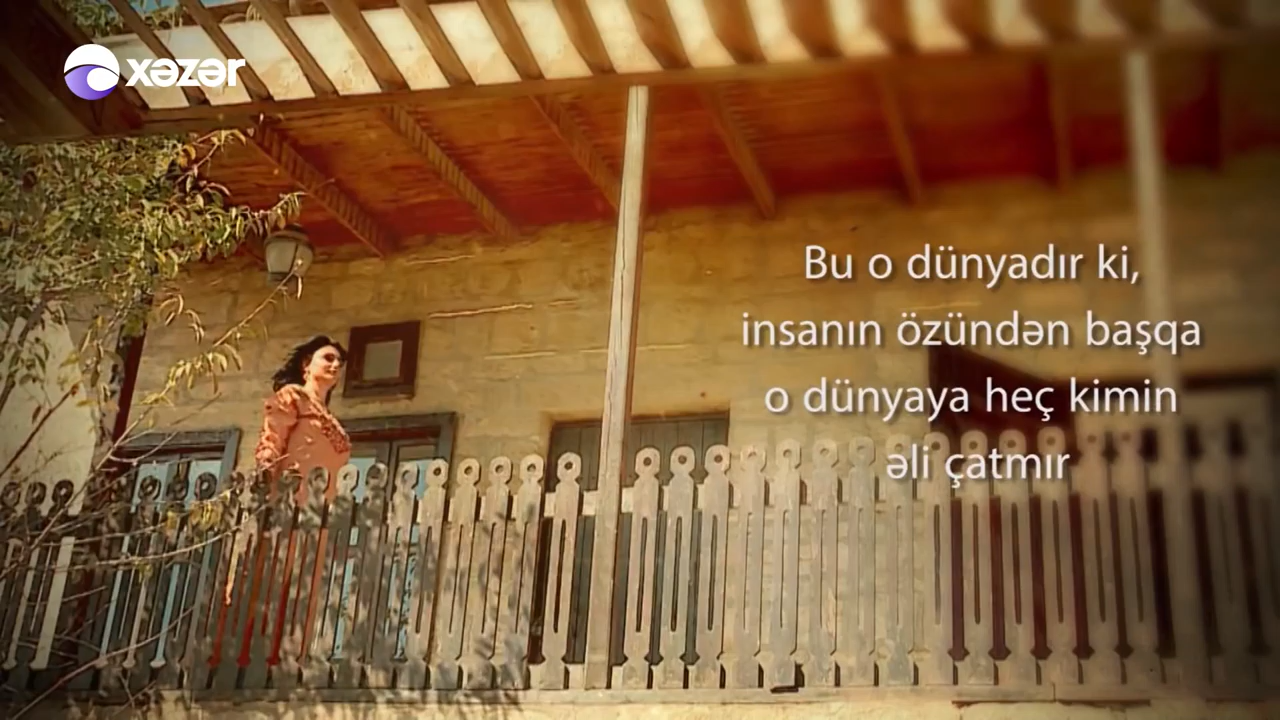 xəzər
Bu o dünyadır ki,
insanın özündən başqa
o dünyaya heç kimin
əli çatmır